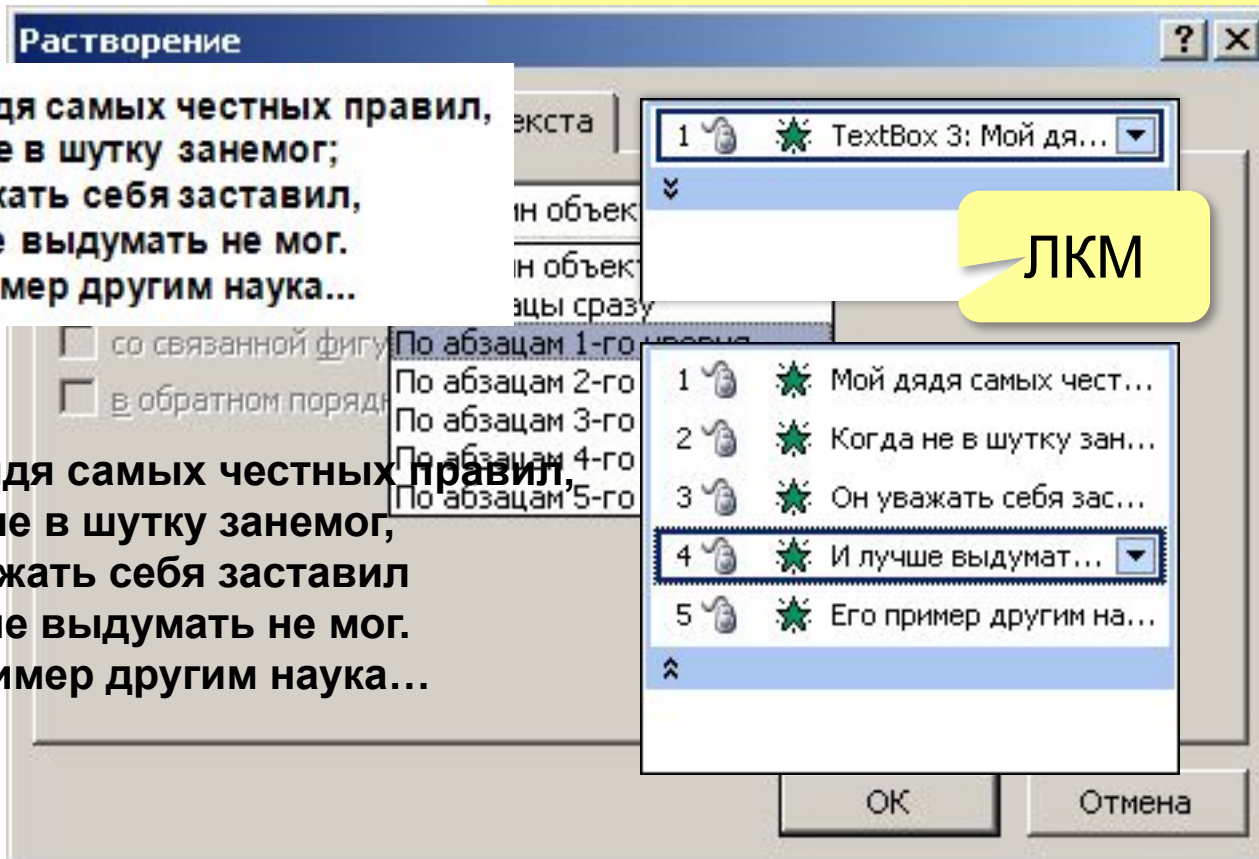 Растворение
дя самых честных правил,
е в шутку занемог;
кать себя заставил,
е выдумать не мог.
мер другим наука...
екста
ин объек
н объект
ацы сразу
По абзацам 1-го уровня
По абзацам 2-го
По абзацам 3-го
По абзацам 4-го
По абзацам 5-го
со связанной фигу
в обратном поряд
1 TextBox 3: Мой дя...
ЛКМ
1 Мой дядя самых чест...
2 Когда не в шутку зан...
3 Он уважать себя зас...
4 И лучше выдумат...
5 Его пример другим на...
дя самых честных правил,
не в шутку занемог,
жать себя заставил
ше выдумать не мог.
имер другим наука…
ОК
Отмена